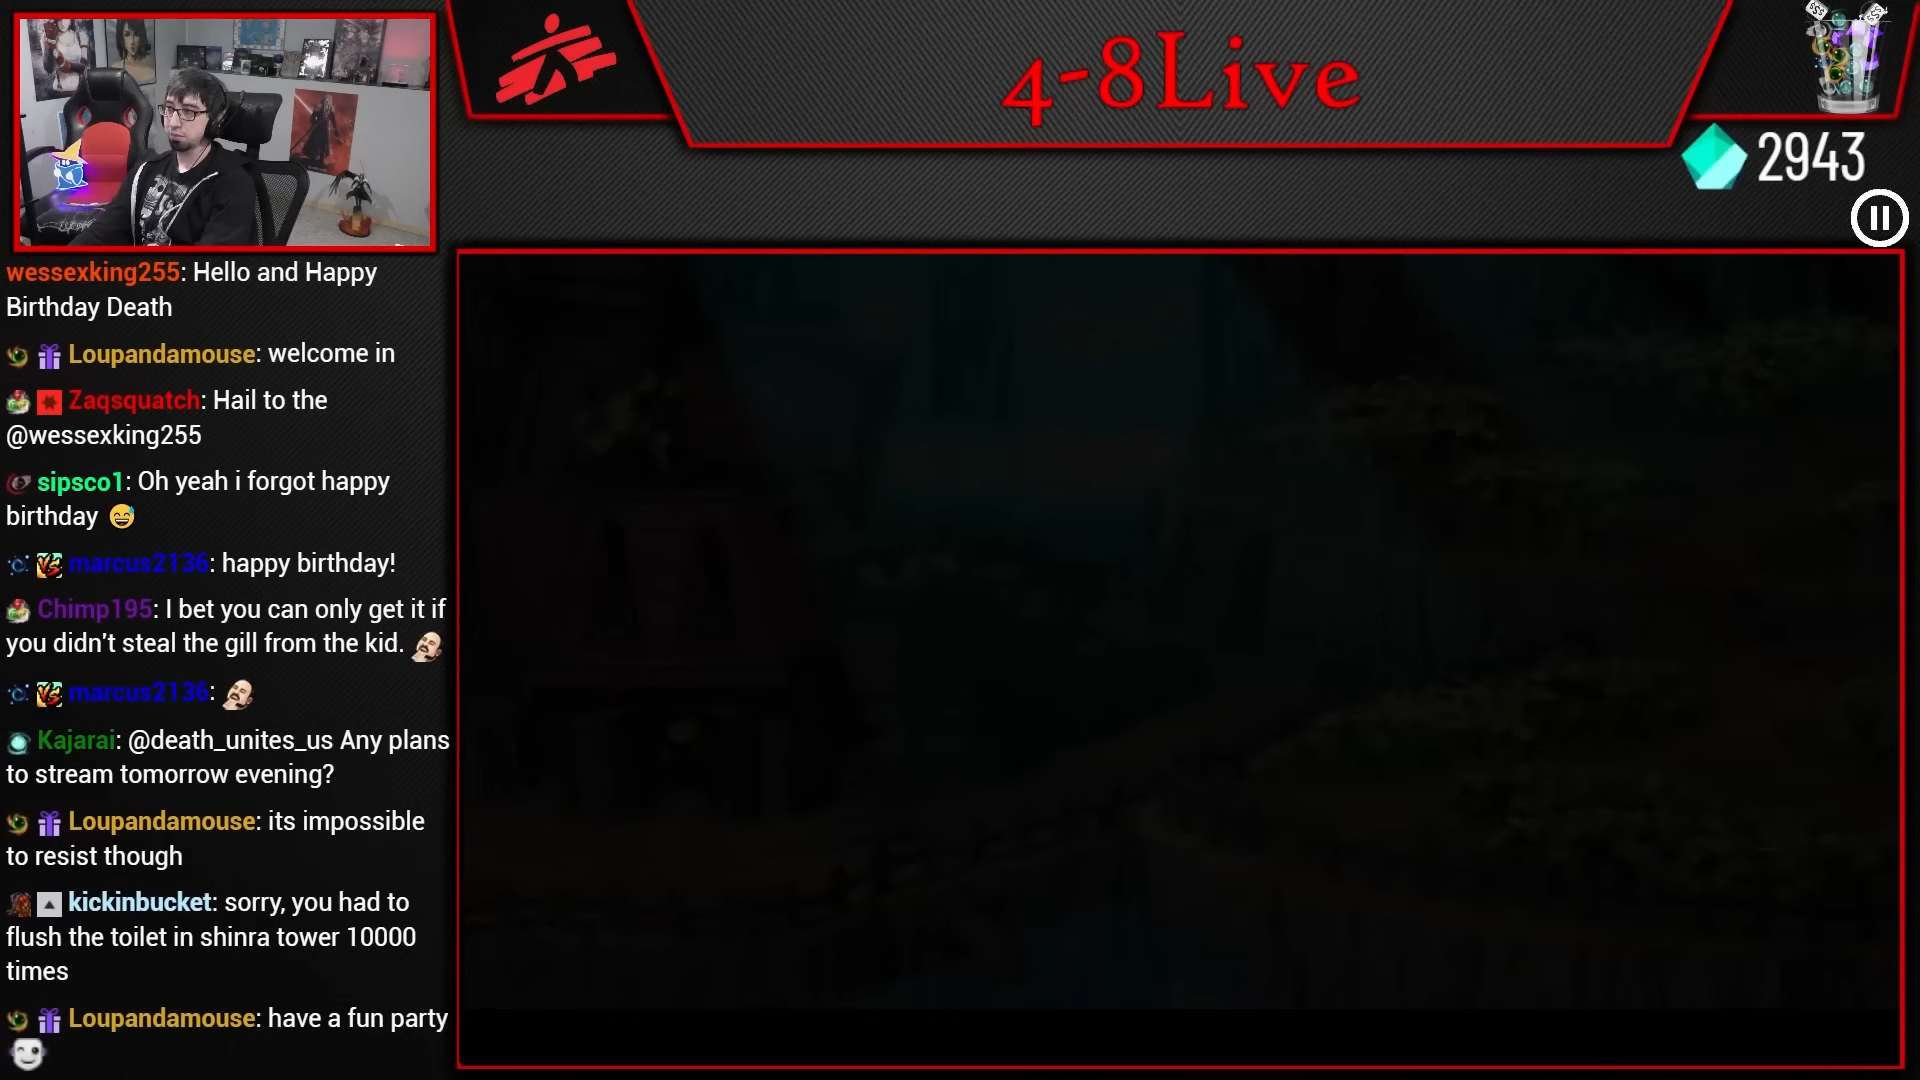 4-8Live
2943
wessexking255: Hello and Happy
Birthday Death
Loupandamouse: welcome in
Zaqsquatch: Hail to the
@wessexking255
sipsco1: Oh yeah i forgot happy
birthday 😅
marcus2136: happy birthday!
Chimp195: I bet you can only get it if
you didn't steal the gill from the kid.
marcus2136:
Kajarai: @death_unites_us Any plans
to stream tomorrow evening?
Loupandamouse: its impossible
to resist though
kickinbucket: sorry, you had to
flush the toilet in shinra tower 10000
times
Loupandamouse: have a fun party